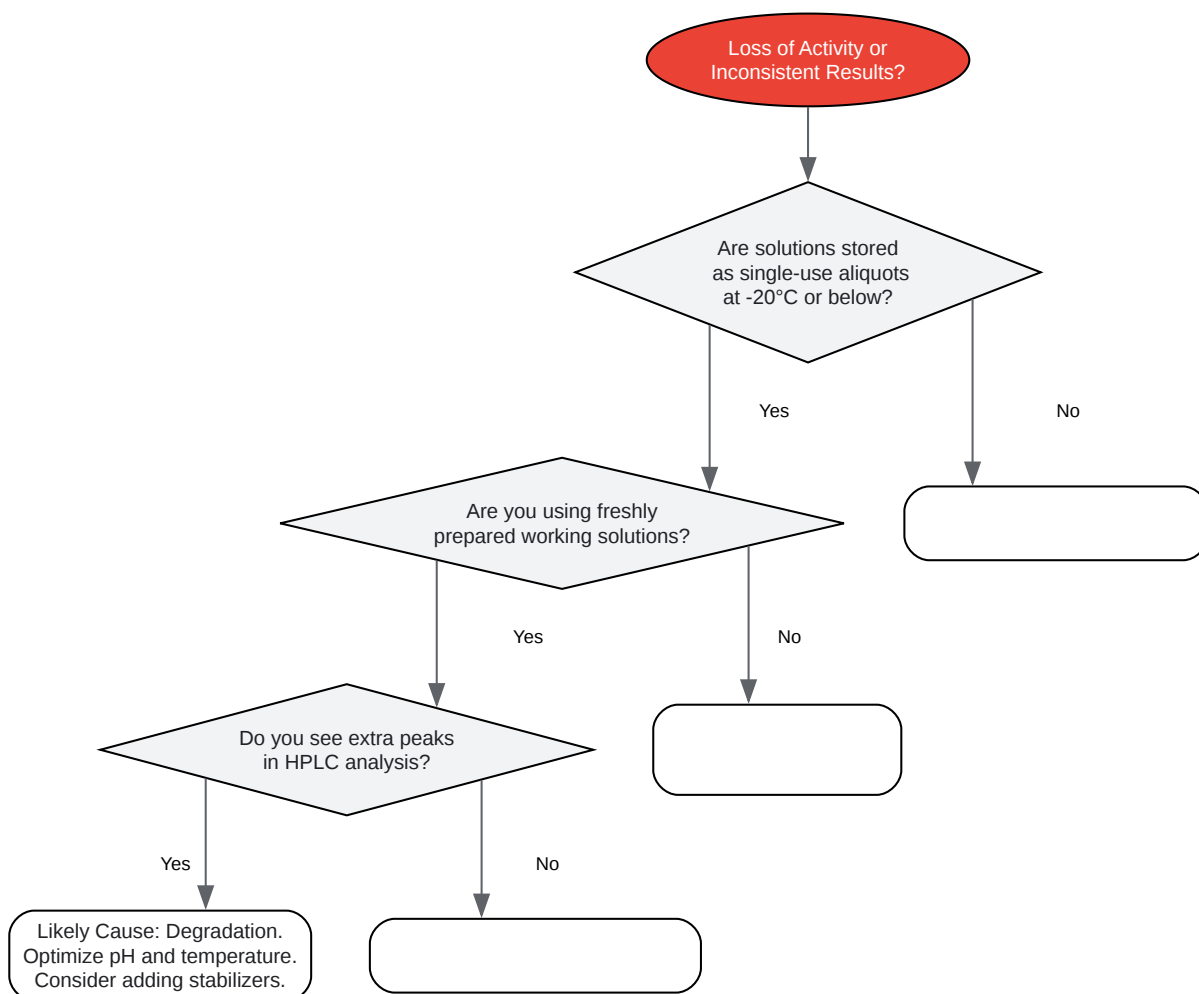 Loss of Activity or
Inconsistent Results?
Are solutions stored
as single-use aliquots
at -20°C or below?
Yes
No
Are you using freshly
prepared working solutions?
Yes
No
Do you see extra peaks
in HPLC analysis?
Yes
No
Likely Cause: Degradation.
Optimize pH and temperature.
Consider adding stabilizers.